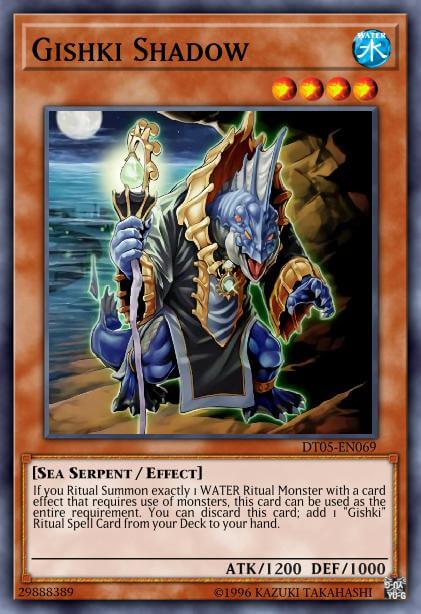 Gishki Shadow
WATER
水
DT05-EN069
[Sea Serpent / Effect]
If you Ritual Summon exactly 1 WATER Ritual Monster with a card
effect that requires use of monsters, this card can be used as the
entire requirement. You can discard this card; add 1 "Gishki"
Ritual Spell Card from your Deck to your hand.
ATK/1200 DEF/1000
29888389
©1996 KAZUKI TAKAHASHI